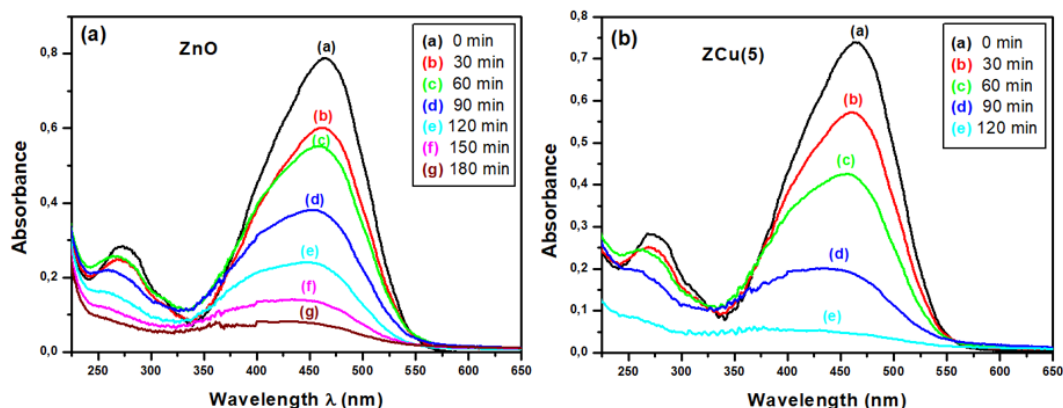 (a)
ZnO
(a)
(b)
(c)
(d)
(e)
(f)
(g)
(a) 0 min
(b) 30 min
(c) 60 min
(d) 90 min
(e) 120 min
(f) 150 min
(g) 180 min
Absorbance
0,8
0,6
0,4
0,2
0,0
250 300 350 400 450 500 550 600 650
Wavelength λ (nm)
(b)
ZCu(5)
(a)
(b)
(c)
(d)
(e)
(a) 0 min
(b) 30 min
(c) 60 min
(d) 90 min
(e) 120 min
Absorbance
5,8
0,7
0,6
0,5
0,4
0,3
0,2
0,1
0,0
250 300 350 400 450 500 550 600 650
Wavelength (nm)